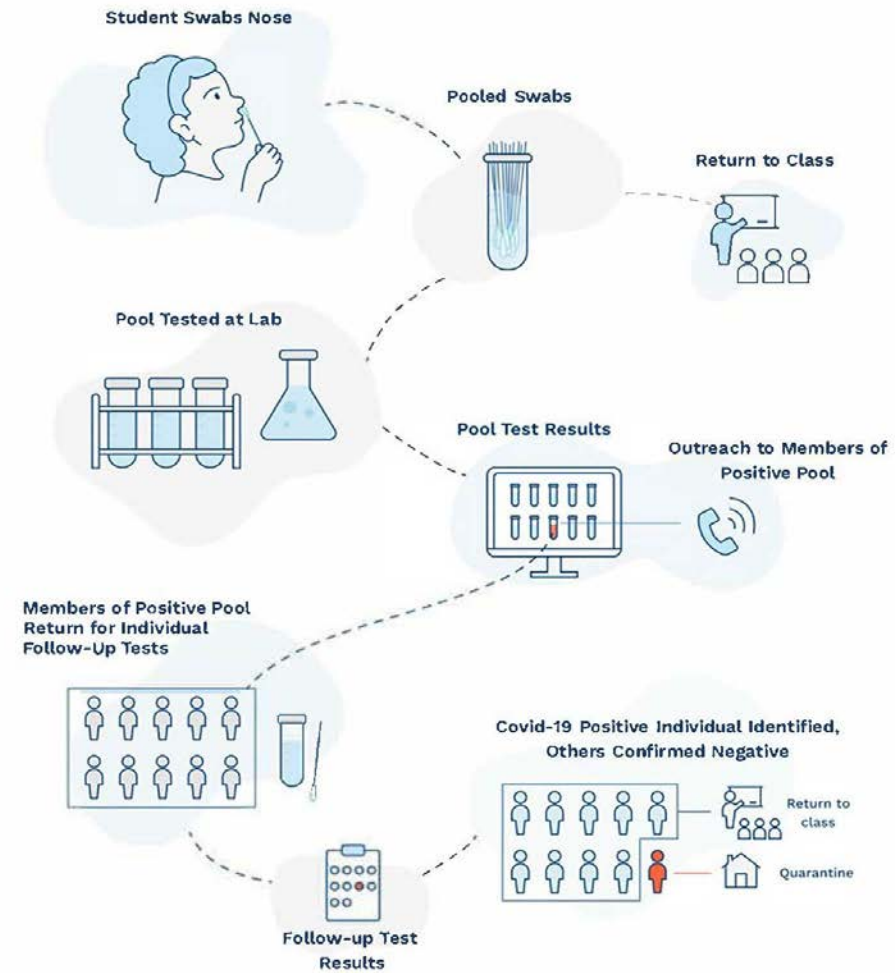 Student Swabs Nose
Pooled Swabs
Return to Class
Pool Tested at Lab
Pool Test Results
Outreach to Members of
Positive Pool
Members of Positive Pool
Return for Individual
Follow-Up Tests
Covid-19 Positive Individual Identified,
Others Confirmed Negative
Return to
class
Quarantine
Follow-up Test
Results